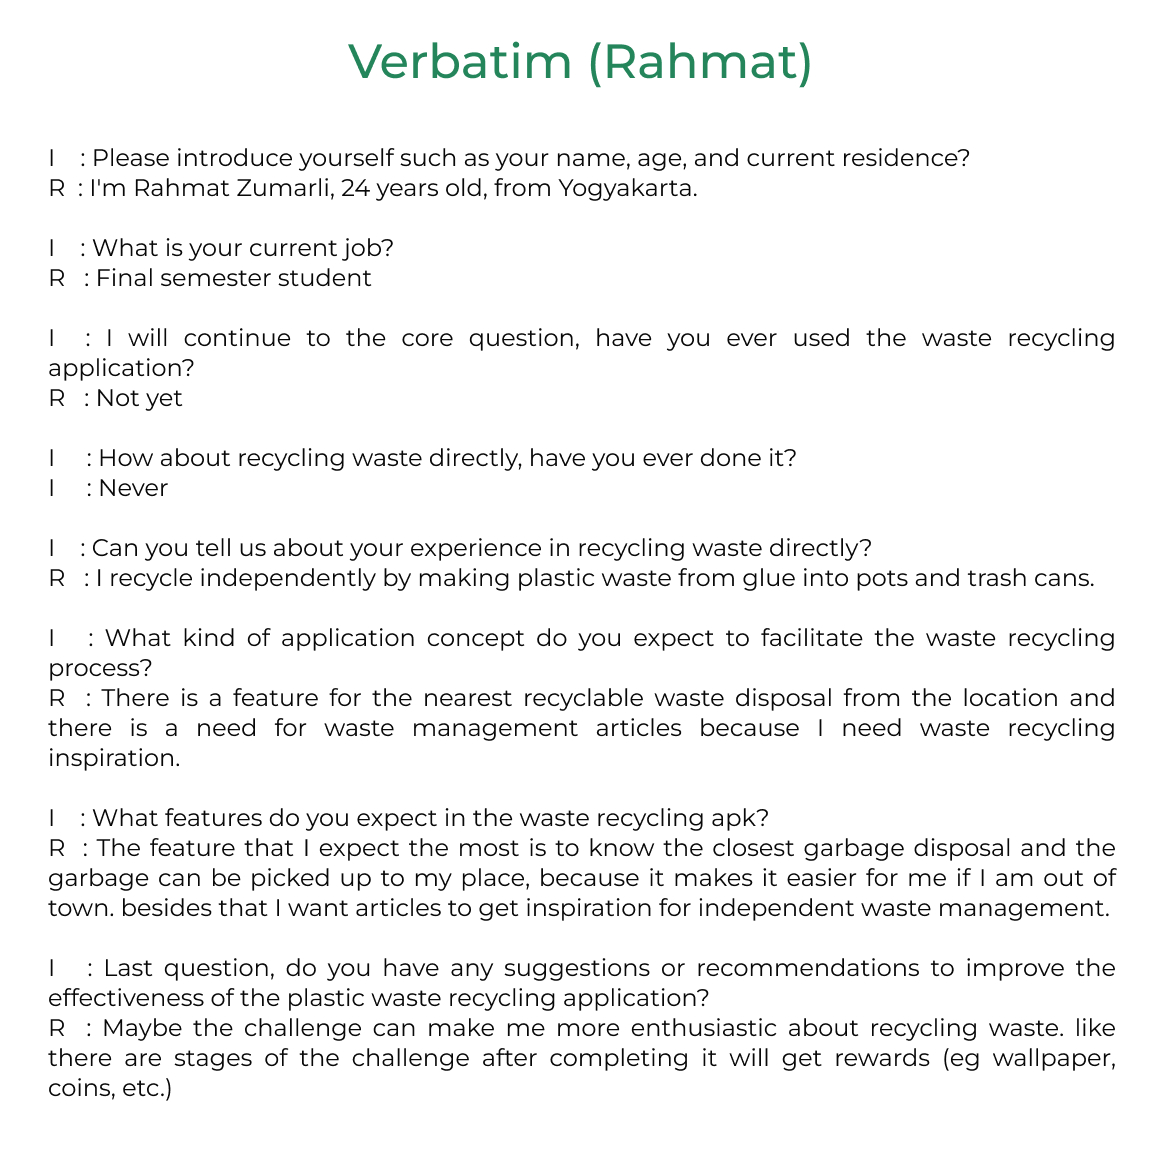 Verbatim (Rahmat)
I : Please introduce yourself such as your name, age, and current residence?
R : I'm Rahmat Zumarli, 24 years old, from Yogyakarta.
I : What is your current job?
R : Final semester student
I : I will continue to the core question, have you ever used the waste recycling
application?
R : Not yet
I : How about recycling waste directly, have you ever done it?
I : Never
I : Can you tell us about your experience in recycling waste directly?
R : I recycle independently by making plastic waste from glue into pots and trash cans.
I : What kind of application concept do you expect to facilitate the waste recycling
process?
R : There is a feature for the nearest recyclable waste disposal from the location and
there is a need for waste management articles because I need waste recycling
inspiration.
I : What features do you expect in the waste recycling apk?
R : The feature that I expect the most is to know the closest garbage disposal and the
garbage can be picked up to my place, because it makes it easier for me if I am out of
town. besides that I want articles to get inspiration for independent waste management.
I : Last question, do you have any suggestions or recommendations to improve the
effectiveness of the plastic waste recycling application?
R : Maybe the challenge can make me more enthusiastic about recycling waste. like
there are stages of the challenge after completing it will get rewards (eg wallpaper,
coins, etc.)